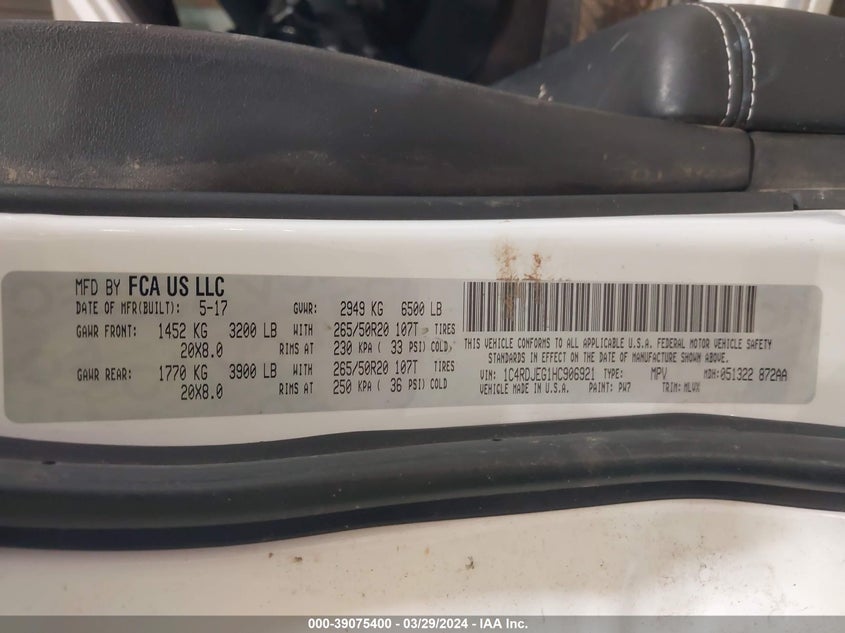 MFD BY FCA US LLC
DATE OF MFR(BUILT): 5-17 GVWR: 2949 KG 6500 LB
GAWR FRONT: 1452 KG 3200 LB WITH 265/50R20 107T TIRES
20X8.0 RIMS AT 230 KPA ( 33 PSI) COLD,
GAWR REAR: 1770 KG 3900 LB WITH 265/50R20 107T TIRES
20X8.0 RIMS AT 250 KPA ( 36 PSI) COLD
THIS VEHICLE CONFORMS TO ALL APPLICABLE U.S.A. FEDERAL MOTOR VEHICLE SAFETY
STANDARDS IN EFFECT ON THE DATE OF MANUFACTURE SHOWN ABOVE.
VIN: 1C4RDJEG1HC906921 TYPE: MPV MDH: 051322 872AA
VEHICLE MADE IN U.S.A. PAINT: PW7 TRIM: MLVX
000-39075400 - 03/29/2024 - IAA Inc.